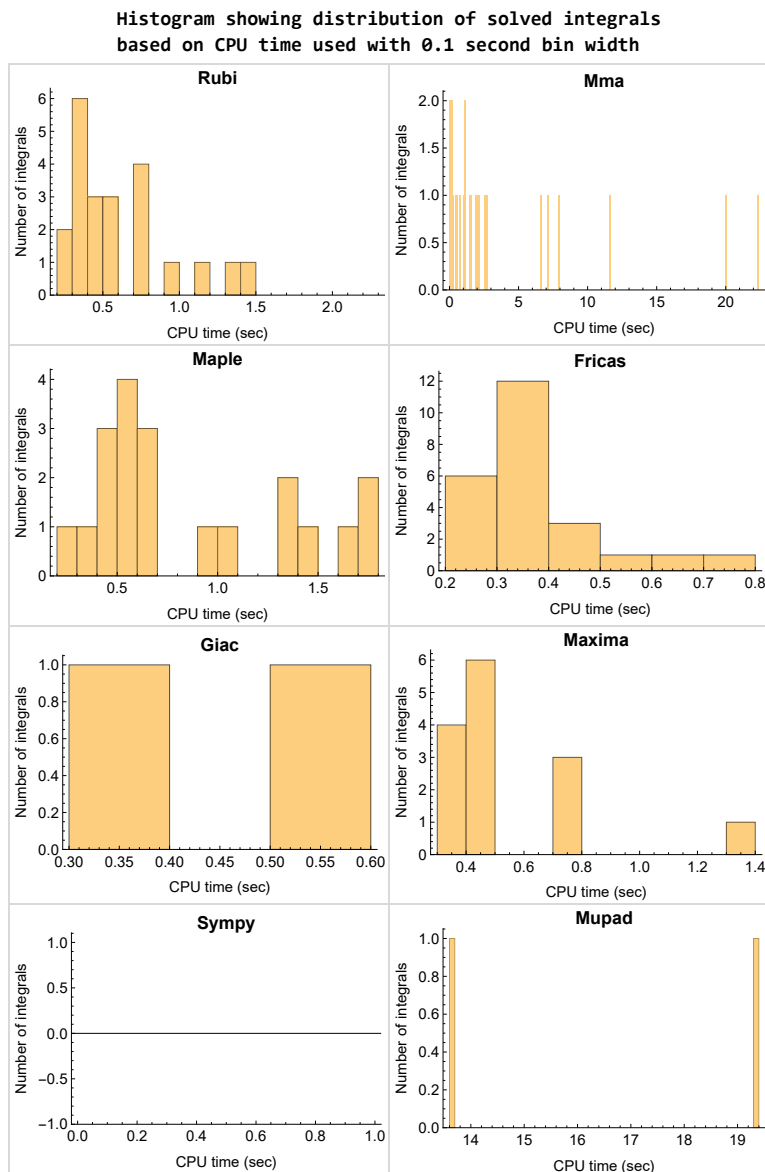 Histogram showing distribution of solved integrals
based on CPU time used with 0.1 second bin width
Rubi
Number of integrals
0
1
2
3
4
5
6
0.5 1.0 1.5 2.0
CPU time (sec)
Mma
Number of integrals
0.0
0.5
1.0
1.5
2.0
0 5 10 15 20
CPU time (sec)
Maple
Number of integrals
0
1
2
3
4
0.5 1.0 1.5
CPU time (sec)
Fricas
Number of integrals
0
2
4
6
8
10
12
0.2 0.3 0.4 0.5 0.6 0.7 0.8
CPU time (sec)
Giac
Number of integrals
0.0
0.2
0.4
0.6
0.8
1.0
0.30 0.35 0.40 0.45 0.50 0.55 0.60
CPU time (sec)
Maxima
Number of integrals
0
1
2
3
4
5
6
0.4 0.6 0.8 1.0 1.2 1.4
CPU time (sec)
Sympy
Number of integrals
−1.0
−0.5
0.0
0.5
1.0
0.0 0.2 0.4 0.6 0.8 1.0
CPU time (sec)
Mupad
Number of integrals
0.0
0.2
0.4
0.6
0.8
1.0
14 15 16 17 18 19
CPU time (sec)